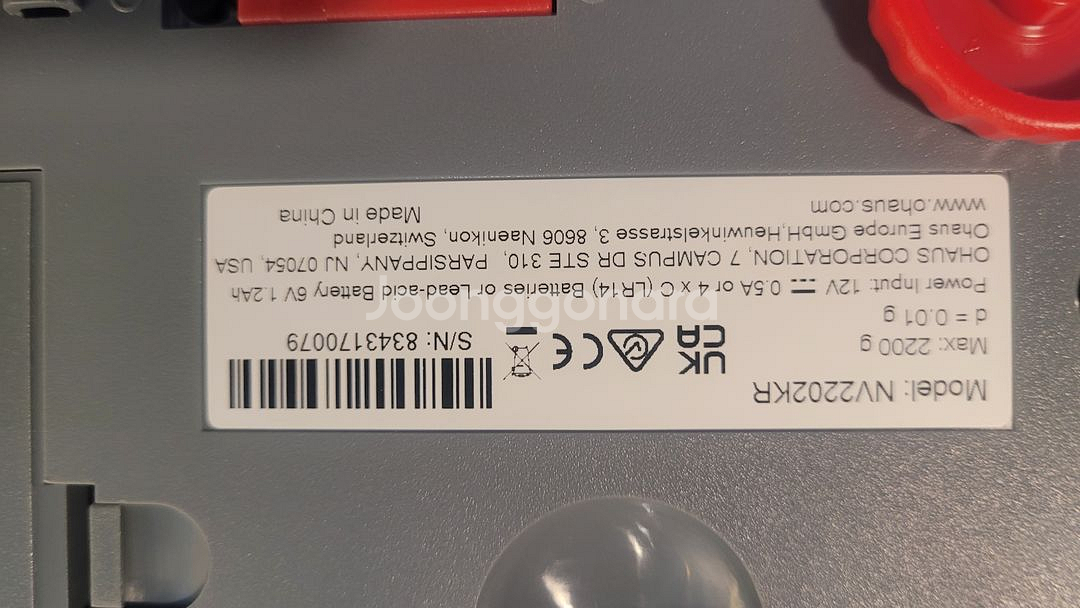 Model: NV2202KR
Max: 2200 g
d = 0.01 g
UK
CA
CE
S/N: 8343170079
Power Input: 12V 0.5A or 4 x C (LR14) Batteries or Lead-acid Battery 6V 1.2Ah
OHAUS CORPORATION, 7 CAMPUS DR STE 310, PARSIPPANY, NJ 07054, USA
Ohaus Europe GmbH,Heuwinkelstrasse 3, 8606 Naenikon, Switzerland
www.ohaus.com Made in China
Joonggonara